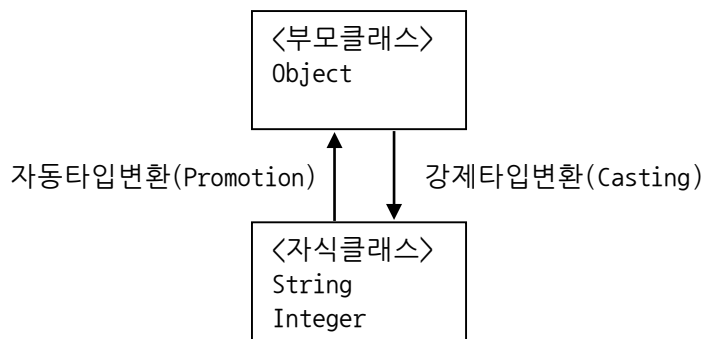 <부모클래스>
Object
자동타입변환(Promotion)
강제타입변환(Casting)
<자식클래스>
String
Integer